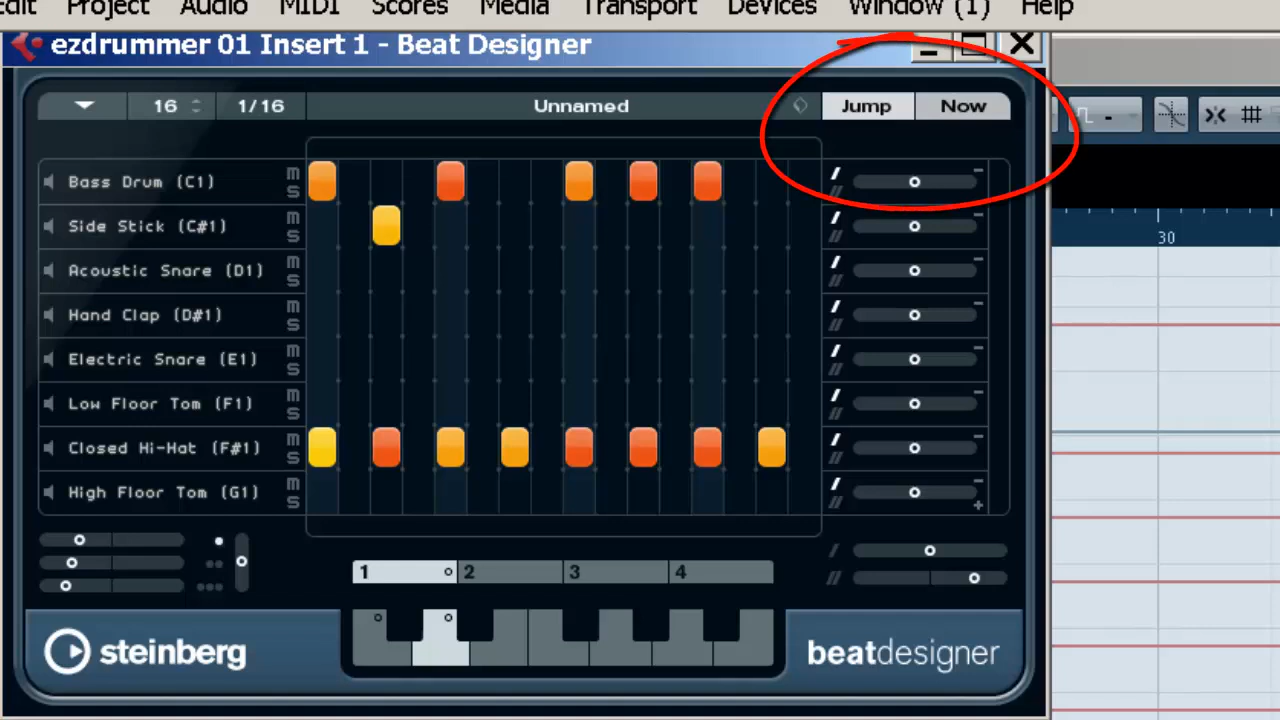 Edit Project Audio MIDI Scores Media Transport Devices Window (1) Help
ezdrummer 01 Insert 1 - Beat Designer
16 1/16 Unnamed Jump Now
Bass Drum (C1) m s
Side Stick (C#1) m s
Acoustic Snare (D1) m s
Hand Clap (D#1) m s
Electric Snare (E1) m s
Low Floor Tom (F1) m s
Closed Hi-Hat (F#1) m s
High Floor Tom (G1) m s
30
1 2 3 4
steinberg
beatdesigner